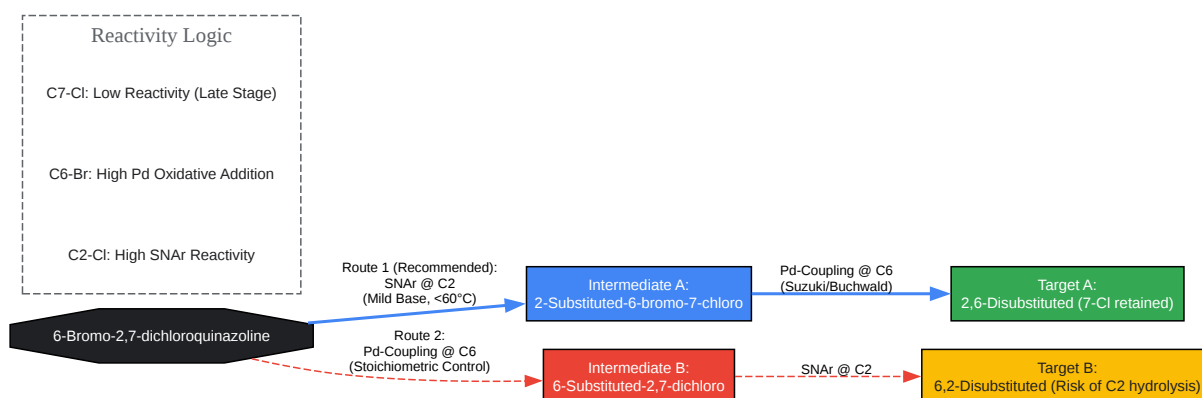 Reactivity Logic
C7-Cl: Low Reactivity (Late Stage)
C6-Br: High Pd Oxidative Addition
C2-Cl: High SNAr Reactivity
6-Bromo-2,7-dichloroquinazoline
Route 1 (Recommended):
SNAr @ C2
(Mild Base, <60°C)
Intermediate A:
2-Substituted-6-bromo-7-chloro
Pd-Coupling @ C6
(Suzuki/Buchwald)
Target A:
2,6-Disubstituted (7-Cl retained)
Route 2:
Pd-Coupling @ C6
(Stoichiometric Control)
Intermediate B:
6-Substituted-2,7-dichloro
SNAr @ C2
Target B:
6,2-Disubstituted (Risk of C2 hydrolysis)